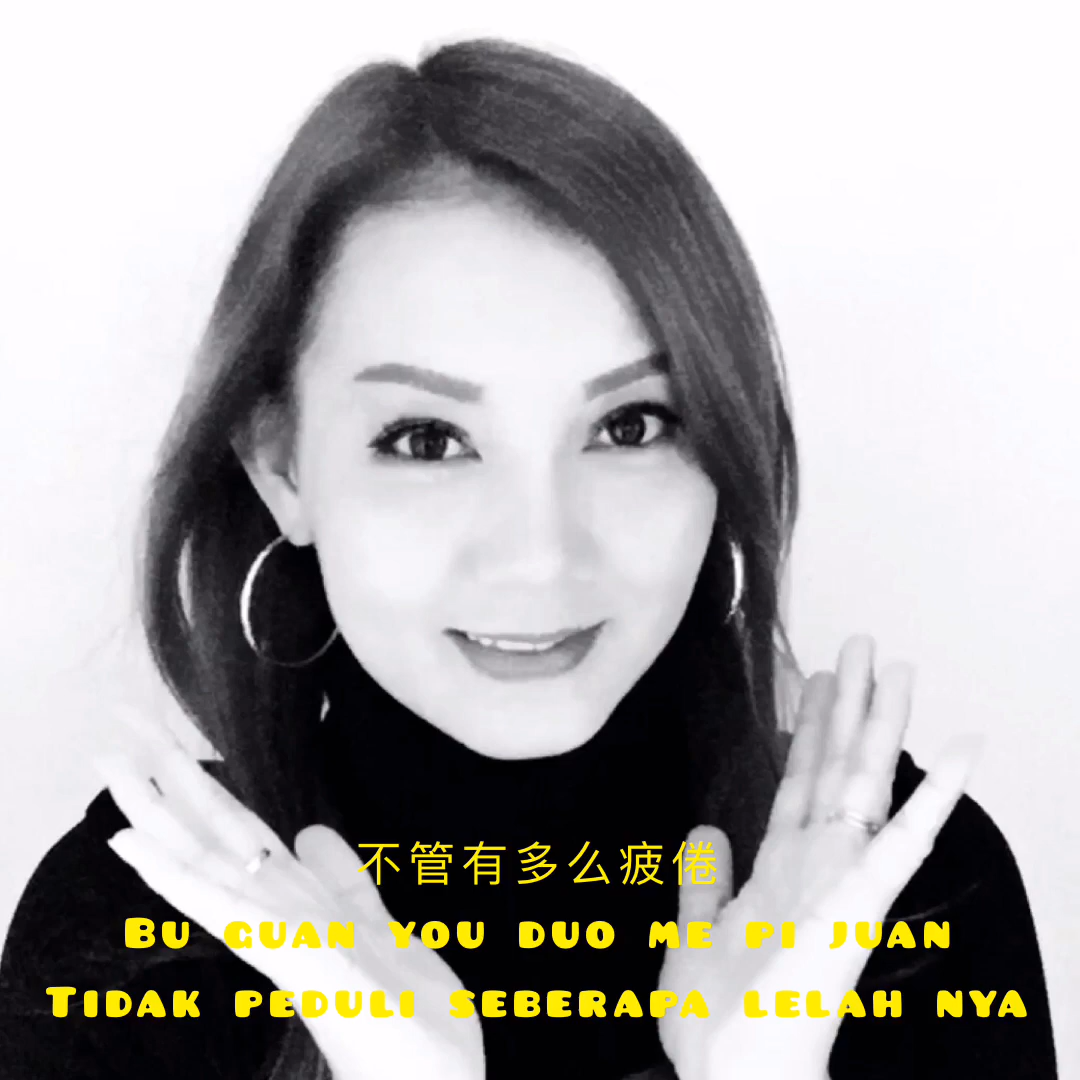 不管有多么疲倦
Bu guan you duo me pi juan
Tidak peduli seberapa lelah nya